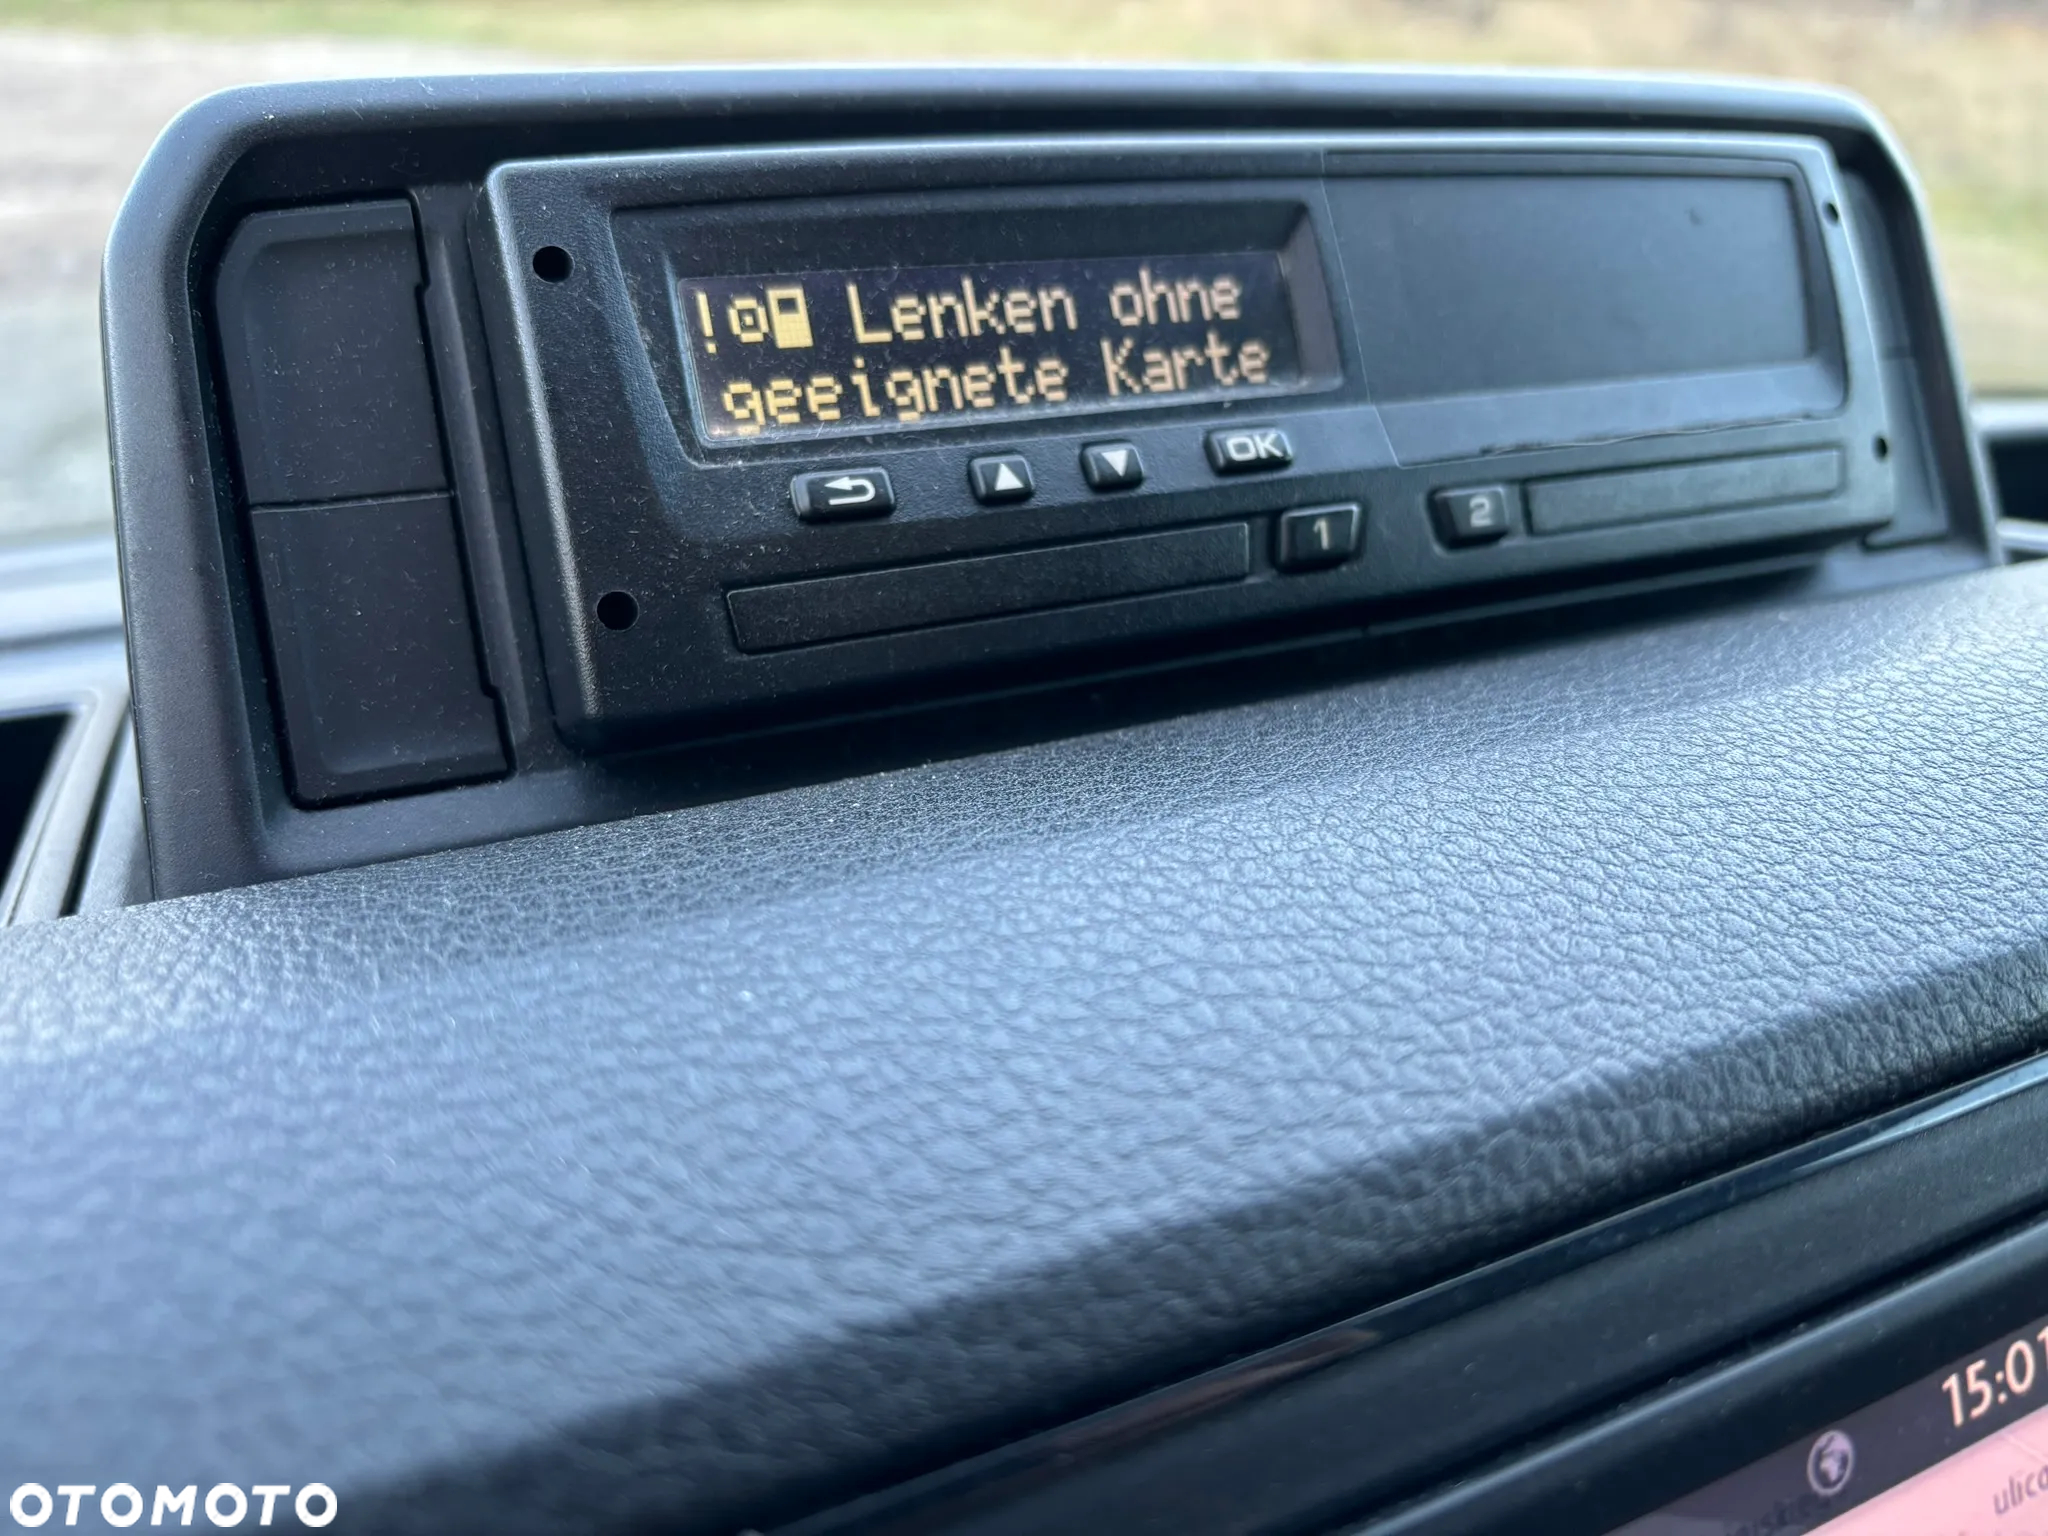 ! Lenken ohne
geeignete Karte
OK
1
2
15:01
OTOMOTO